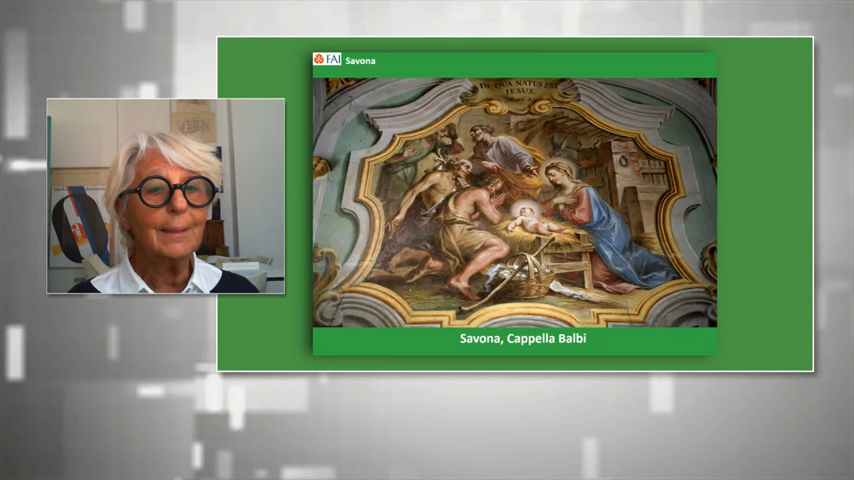 FAI Savona
DE QUA NATUS EST
JESUS.
Savona, Cappella Balbi